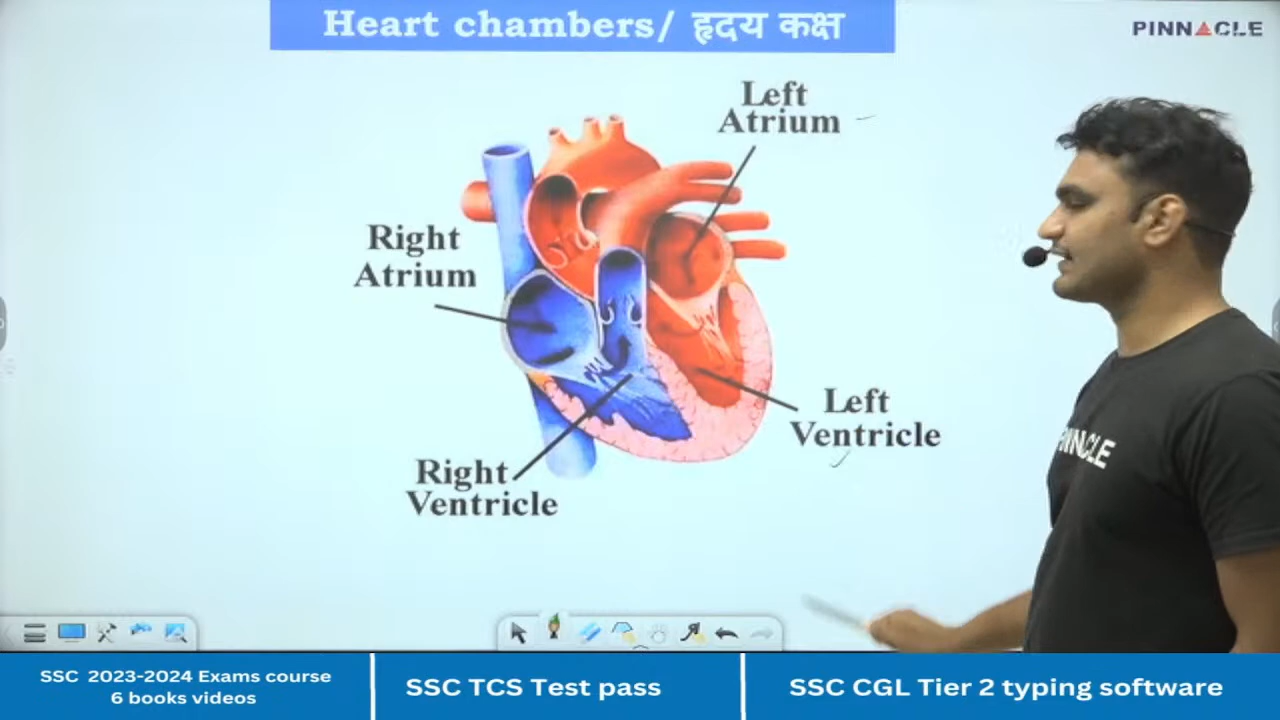 Heart chambers/ हृदय कक्ष
PINNACLE
Left
Atrium
Right
Atrium
Left
Ventricle
Right
Ventricle
PINNACLE
SSC 2023-2024 Exams course
6 books videos
SSC TCS Test pass
SSC CGL Tier 2 typing software